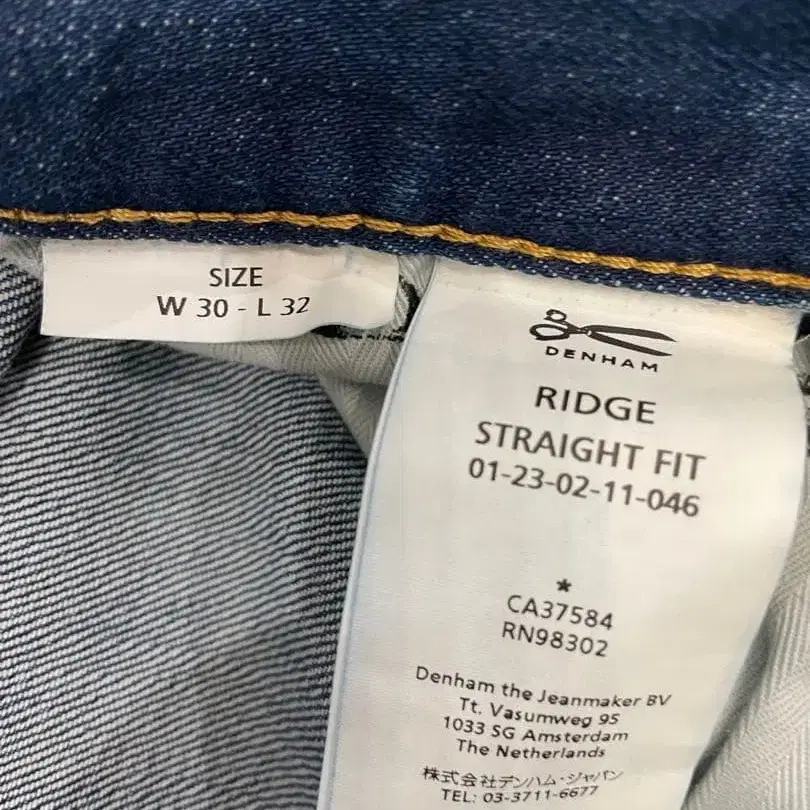 SIZE
W 30 - L 32
DENHAM
RIDGE
STRAIGHT FIT
01-23-02-11-046
*
CA37584
RN98302
Denham the Jeanmaker BV
Tt. Vasumweg 95
1033 SG Amsterdam
The Netherlands
株式会社デンハム・ジャパン
TEL: 03-3711-6677